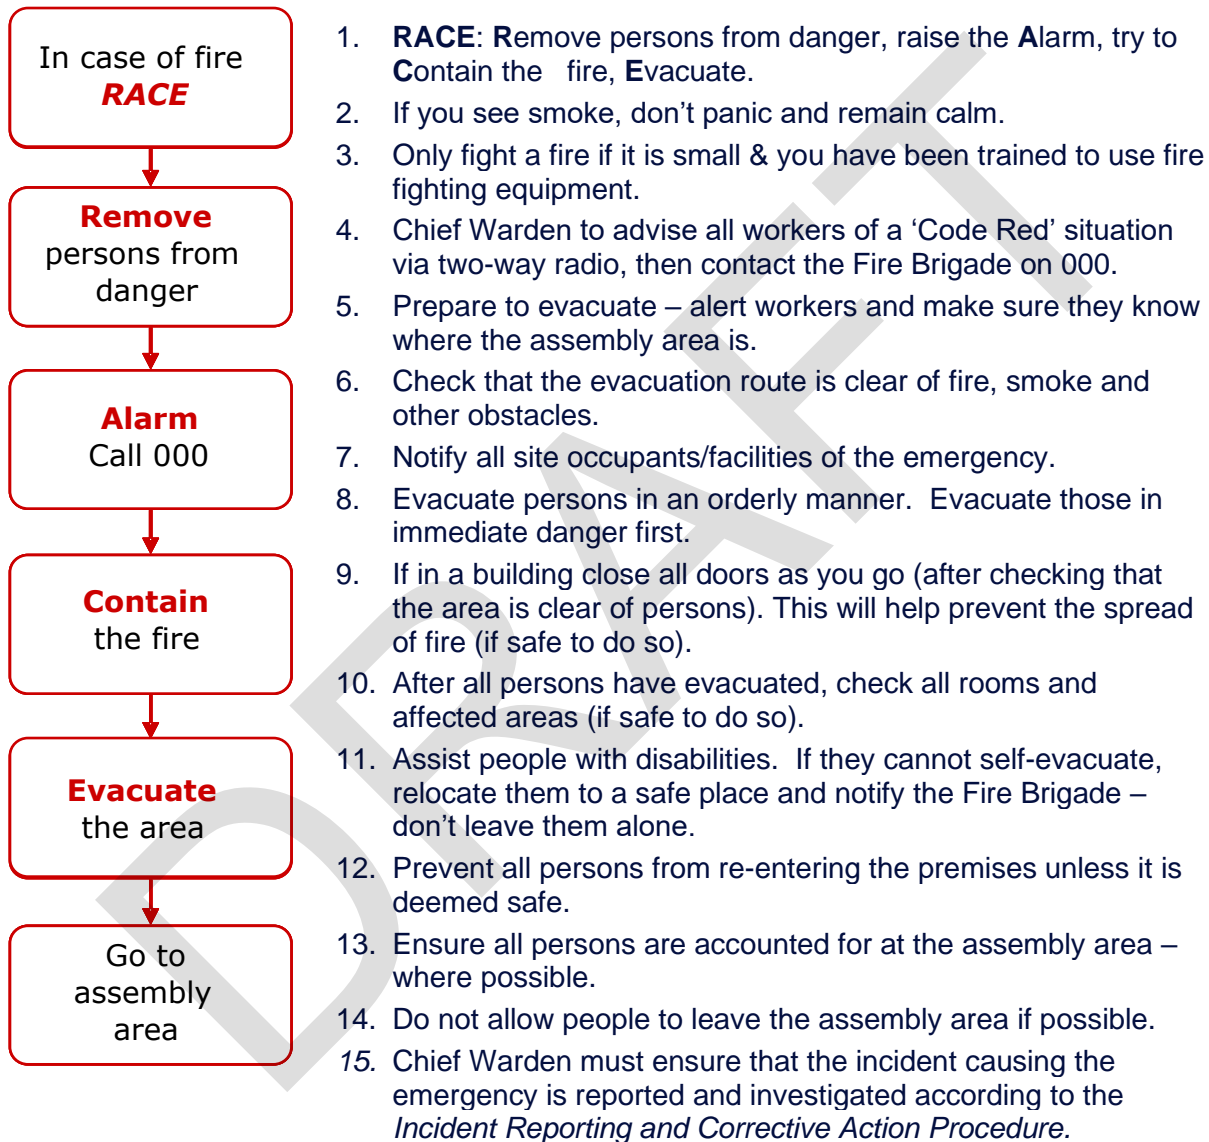 In case of fire
RACE
Remove
persons from
danger
Alarm
Call 000
Contain
the fire
Evacuate
the area
Go to
assembly
area
1. RACE: Remove persons from danger, raise the Alarm, try to
Contain the fire, Evacuate.
2. If you see smoke, don’t panic and remain calm.
3. Only fight a fire if it is small & you have been trained to use fire
fighting equipment.
4. Chief Warden to advise all workers of a ‘Code Red’ situation
via two-way radio, then contact the Fire Brigade on 000.
5. Prepare to evacuate – alert workers and make sure they know
where the assembly area is.
6. Check that the evacuation route is clear of fire, smoke and
other obstacles.
7. Notify all site occupants/facilities of the emergency.
8. Evacuate persons in an orderly manner. Evacuate those in
immediate danger first.
9. If in a building close all doors as you go (after checking that
the area is clear of persons). This will help prevent the spread
of fire (if safe to do so).
10. After all persons have evacuated, check all rooms and
affected areas (if safe to do so).
11. Assist people with disabilities. If they cannot self-evacuate,
relocate them to a safe place and notify the Fire Brigade –
don’t leave them alone.
12. Prevent all persons from re-entering the premises unless it is
deemed safe.
13. Ensure all persons are accounted for at the assembly area –
where possible.
14. Do not allow people to leave the assembly area if possible.
15. Chief Warden must ensure that the incident causing the
emergency is reported and investigated according to the
Incident Reporting and Corrective Action Procedure.
DRAFT